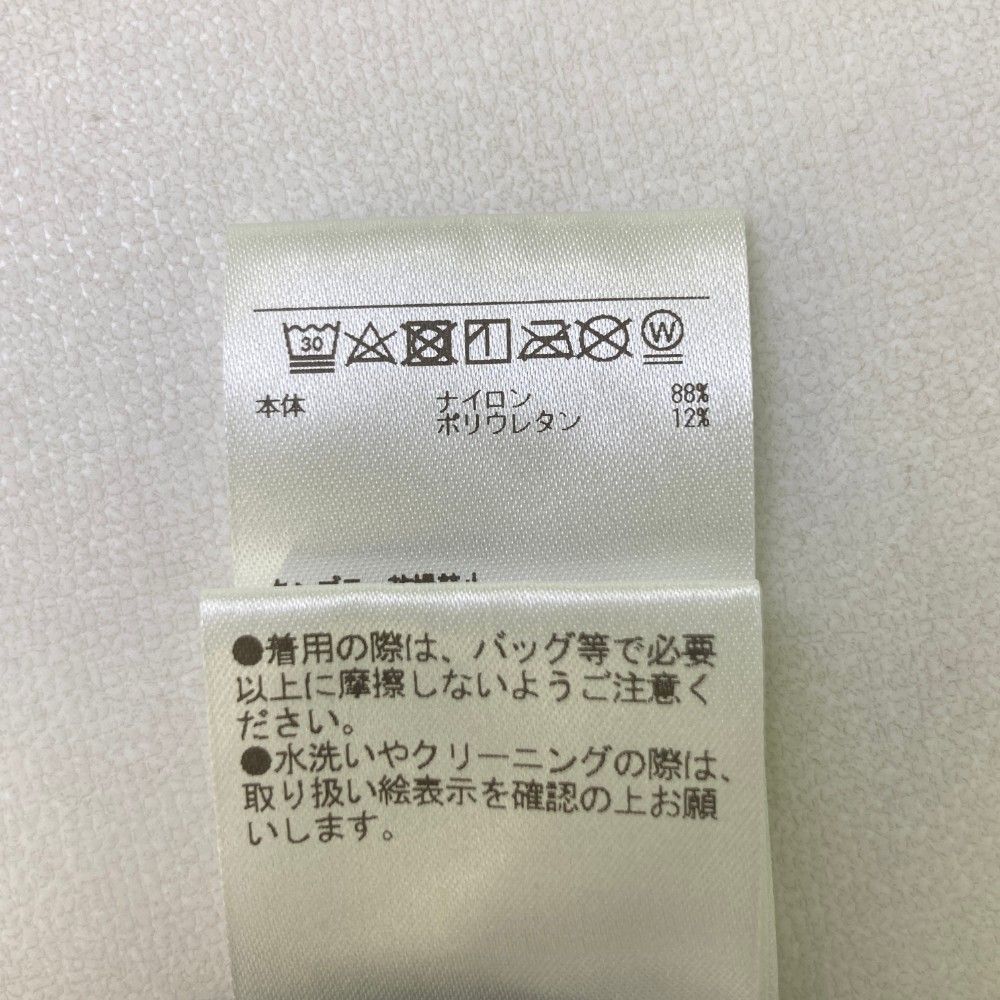 30 W
本体 ナイロン 88%
ポリウレタン 12%
●着用の際は、バッグ等で必要
以上に摩擦しないようご注意く
ださい。
●水洗いやクリーニングの際は、
取り扱い絵表示を確認の上お願
いします。